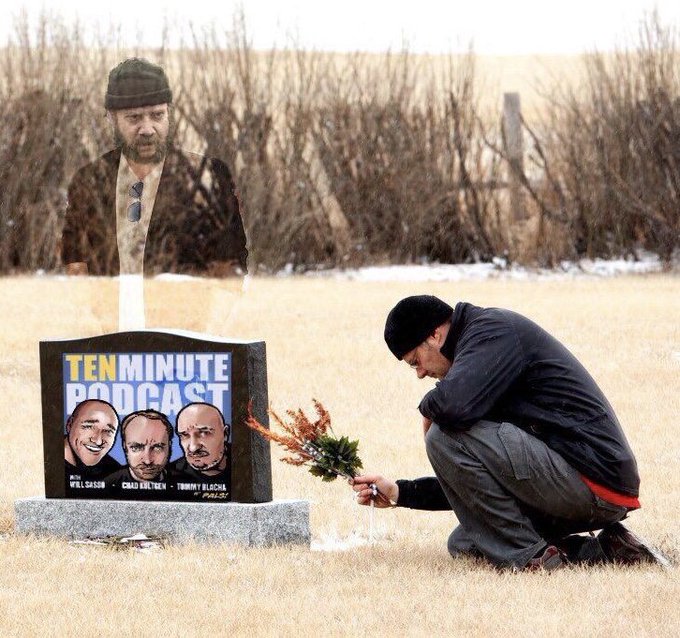 TEN MINUTE
PODCAST
WITH
WILL SASSO · CHAD KULTGEN · TOMMY BLACHA
N' PALS!